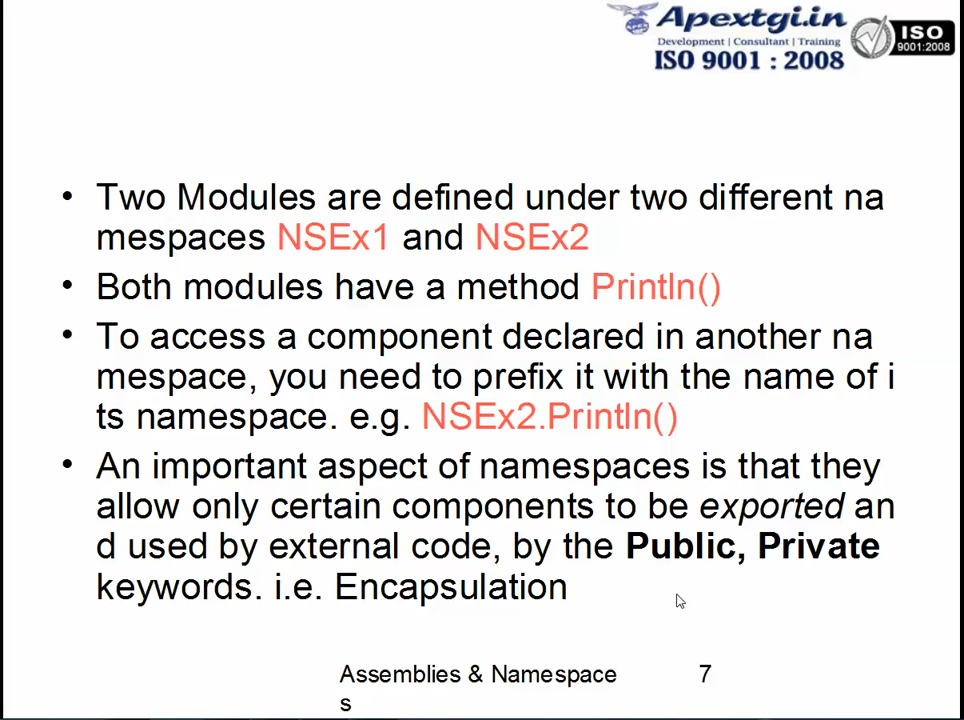 Apextgi.in
Development | Consultant | Training
ISO 9001 : 2008
ISO
9001:2008
• Two Modules are defined under two different na
mespaces NSEx1 and NSEx2
• Both modules have a method Println()
• To access a component declared in another na
mespace, you need to prefix it with the name of i
ts namespace. e.g. NSEx2.Println()
• An important aspect of namespaces is that they
allow only certain components to be exported an
d used by external code, by the Public, Private
keywords. i.e. Encapsulation
Assemblies & Namespace
s
7